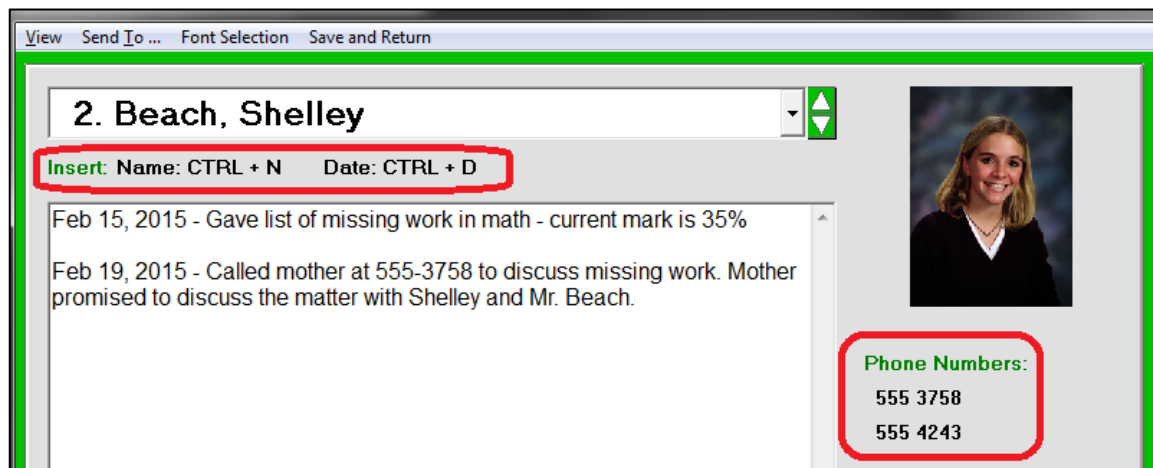 View Send To ... Font Selection Save and Return
2. Beach, Shelley
Insert: Name: CTRL + N Date: CTRL + D
Feb 15, 2015 - Gave list of missing work in math - current mark is 35%
Feb 19, 2015 - Called mother at 555-3758 to discuss missing work. Mother
promised to discuss the matter with Shelley and Mr. Beach.
Phone Numbers:
555 3758
555 4243